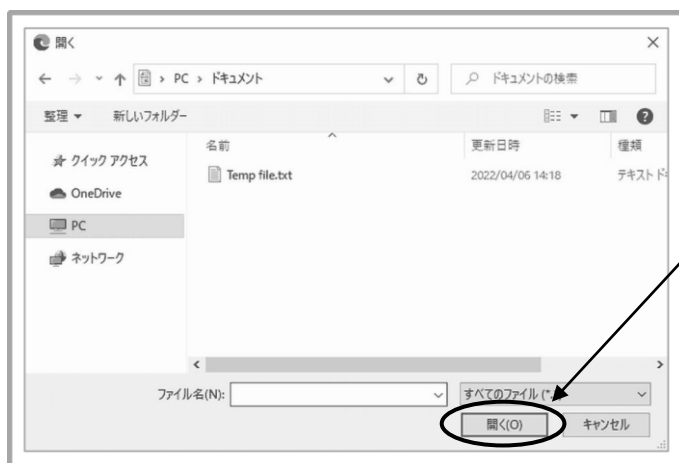 開く
PC › ドキュメント
ドキュメントの検索
整理 新しいフォルダー
名前 更新日時 種類
クイック アクセス
Temp file.txt 2022/04/06 14:18 テキスト ド
OneDrive
PC
ネットワーク
ファイル名(N):
すべてのファイル (*.
開く(O) キャンセル